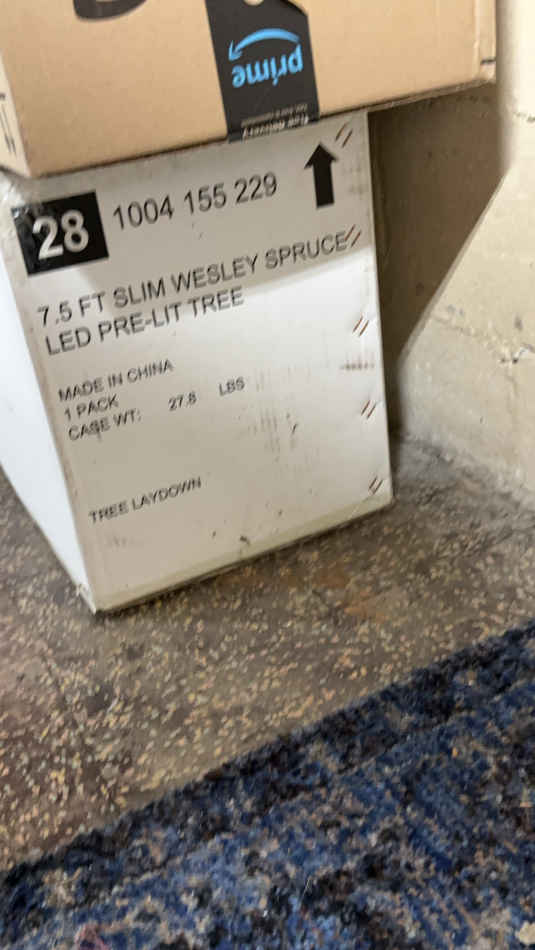 prime
28
1004 155 229
7.5 FT SLIM WESLEY SPRUCE
LED PRE-LIT TREE
MADE IN CHINA
1 PACK
CASE WT: 27.8 LBS
TREE LAYDOWN